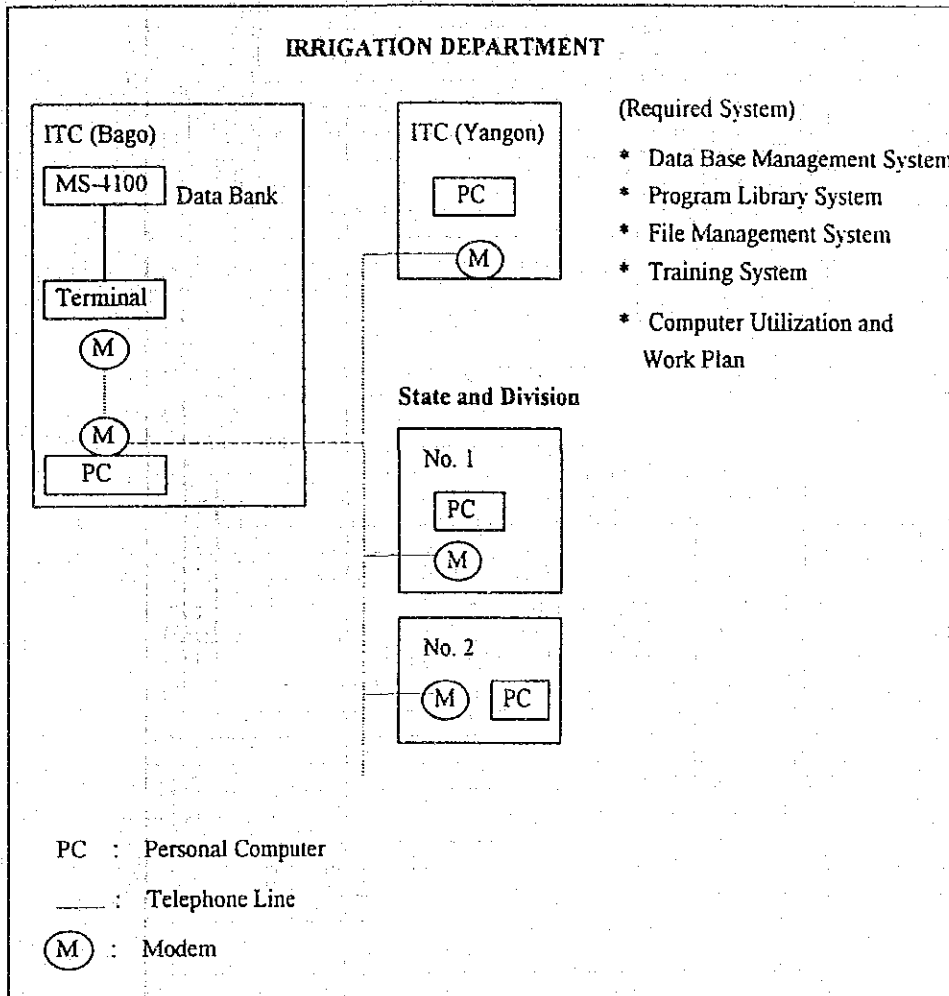 IRRIGATION DEPARTMENT
ITC (Bago)
MS-4100
Data Bank
Terminal
M
M
PC
ITC (Yangon)
PC
M
(Required System)
* Data Base Management System
* Program Library System
* File Management System
* Training System
* Computer Utilization and
Work Plan
State and Division
No. 1
PC
M
No. 2
M
PC
PC : Personal Computer
____ : Telephone Line
M : Modem